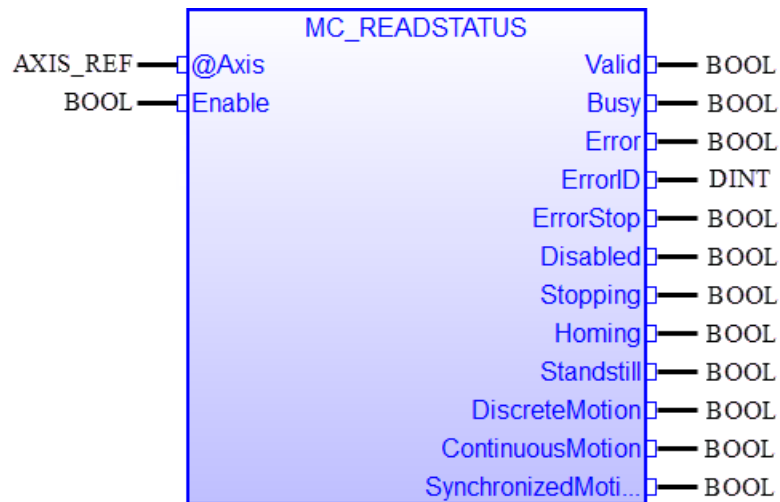 MC_READSTATUS
AXIS_REF @Axis Valid BOOL
BOOL Enable Busy BOOL
Error BOOL
ErrorID DINT
ErrorStop BOOL
Disabled BOOL
Stopping BOOL
Homing BOOL
Standstill BOOL
DiscreteMotion BOOL
ContinuousMotion BOOL
SynchronizedMoti... BOOL